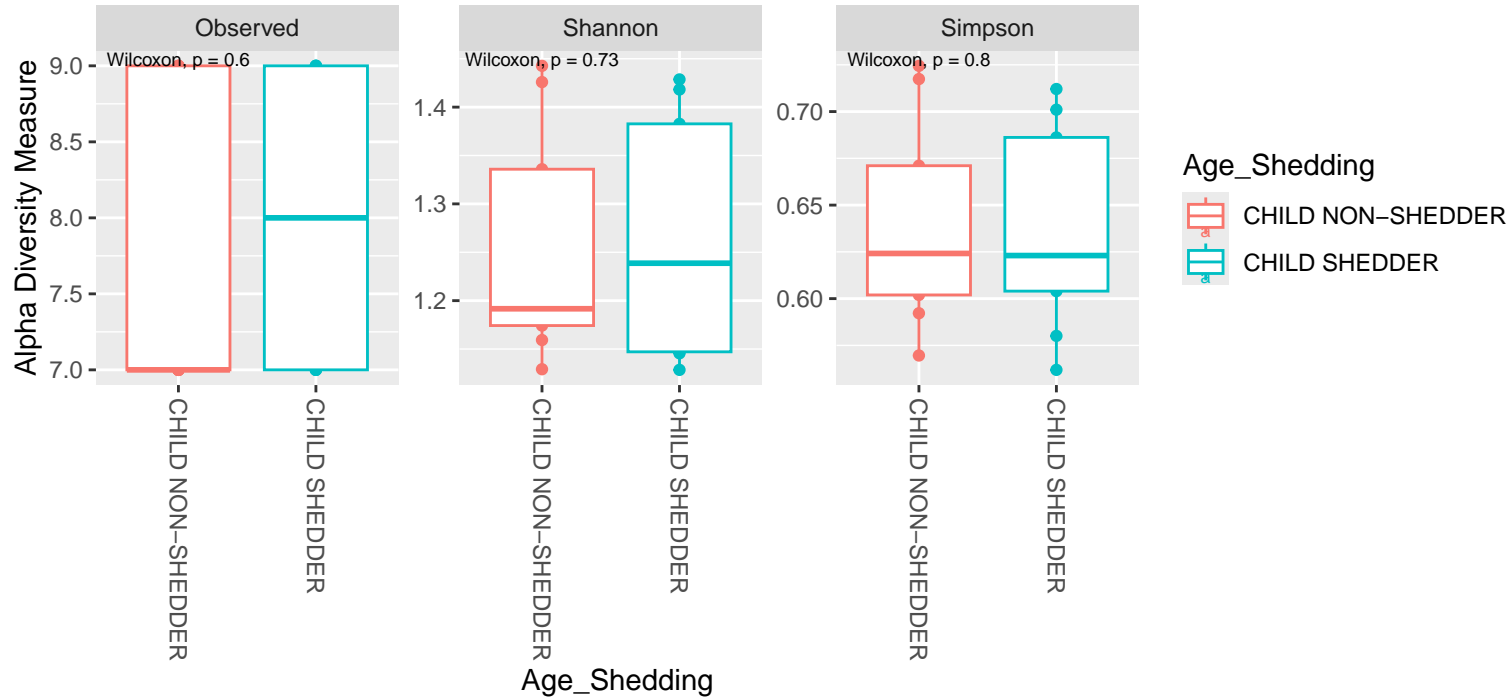 Observed
Shannon
Simpson
Wilcoxon, p = 0.6
Wilcoxon, p = 0.73
Wilcoxon, p = 0.8
Alpha Diversity Measure
9.0
8.5
8.0
7.5
7.0
1.4
1.3
1.2
0.70
0.65
0.60
CHILD NON−SHEDDER
CHILD SHEDDER
CHILD NON−SHEDDER
CHILD SHEDDER
CHILD NON−SHEDDER
CHILD SHEDDER
Age_Shedding
Age_Shedding
CHILD NON−SHEDDER
CHILD SHEDDER